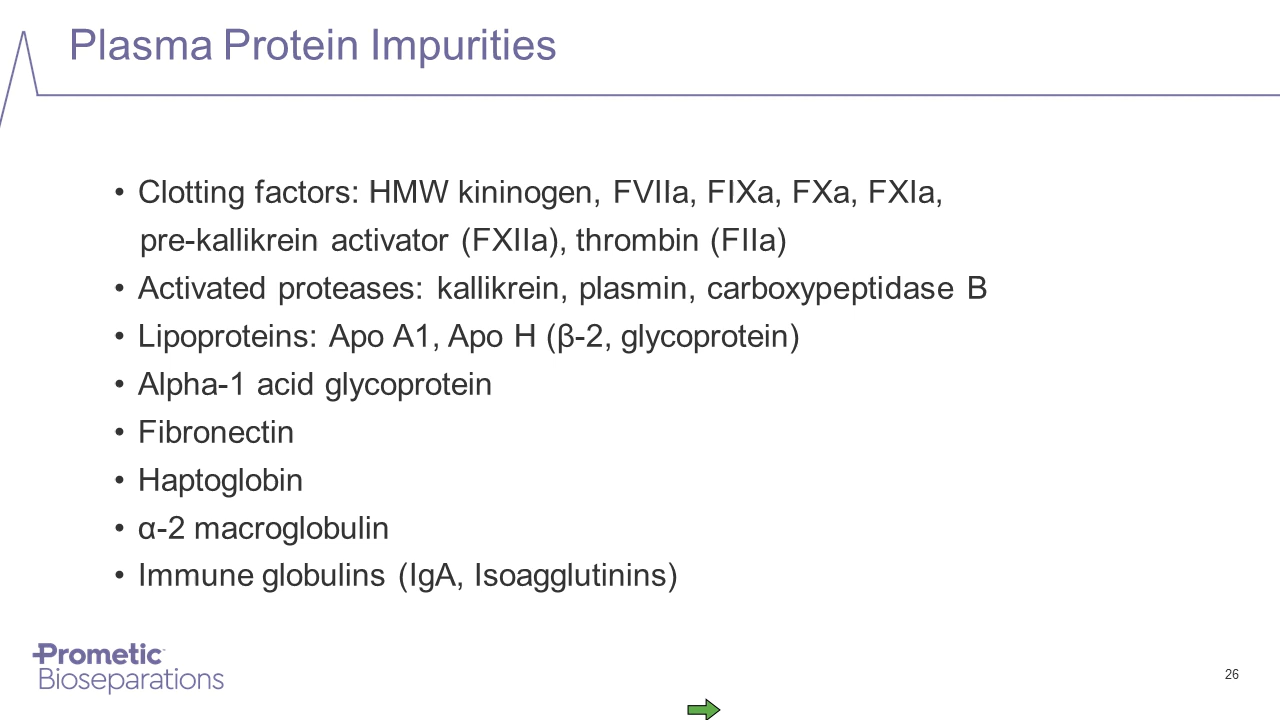 Plasma Protein Impurities
• Clotting factors: HMW kininogen, FVIIa, FIXa, FXa, FXIa,
pre-kallikrein activator (FXIIa), thrombin (FIIa)
• Activated proteases: kallikrein, plasmin, carboxypeptidase B
• Lipoproteins: Apo A1, Apo H (β-2, glycoprotein)
• Alpha-1 acid glycoprotein
• Fibronectin
• Haptoglobin
• α-2 macroglobulin
• Immune globulins (IgA, Isoagglutinins)
Prometic
Bioseparations
26